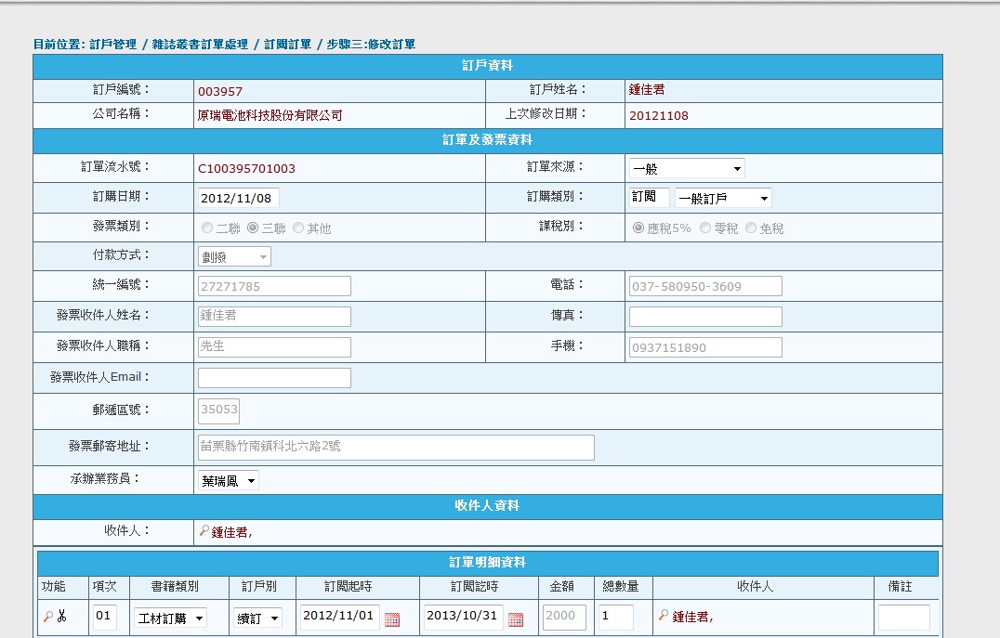 目前位置: 訂戶管理 / 雜誌叢書訂單處理 / 訂閱訂單 / 步驟三:修改訂單
訂戶資料
訂戶編號： 003957 訂戶姓名： 鍾佳君
公司名稱： 原瑞電池科技股份有限公司 上次修改日期： 20121108
訂單及發票資料
訂單流水號： C100395701003 訂單來源： 一般
訂購日期： 2012/11/08 訂購類別： 訂閱 一般訂戶
發票類別： 二聯 三聯 其他 課稅別： 應稅5% 零稅 免稅
付款方式： 劃撥
統一編號： 27271785 電話： 037-580950-3609
發票收件人姓名： 鍾佳君 傳真：
發票收件人職稱： 先生 手機： 0937151890
發票收件人Email：
郵遞區號： 35053
發票郵寄地址： 苗栗縣竹南鎮科北六路2號
承辦業務員： 葉瑞鳳
收件人資料
收件人： 鍾佳君,
訂單明細資料
功能 項次 書籍類別 訂戶別 訂閱起時 訂閱訖時 金額 總數量 收件人 備註
01 工材訂購 續訂 2012/11/01 2013/10/31 2000 1 鍾佳君,